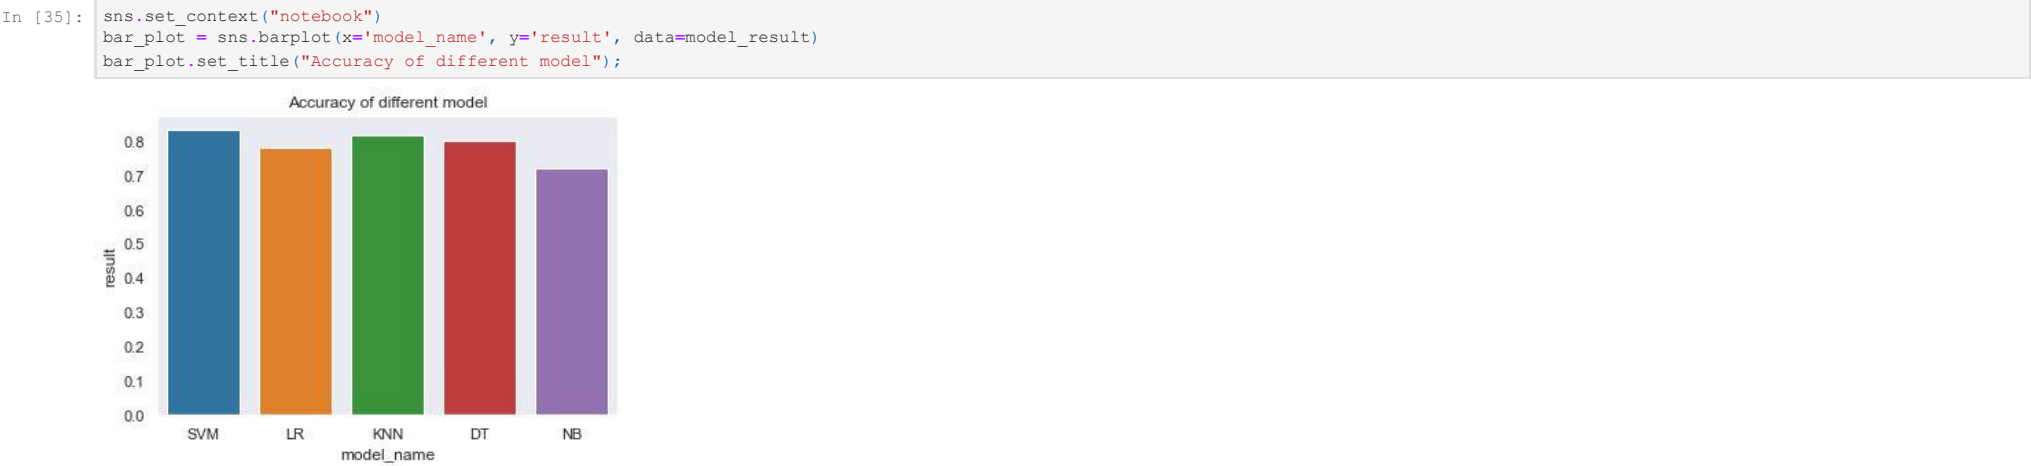 In [35]: sns.set_context("notebook")
bar_plot = sns.barplot(x='model_name', y='result', data=model_result)
bar_plot.set_title("Accuracy of different model");
Accuracy of different model
0.8
0.7
0.6
0.5
0.4
0.3
0.2
0.1
0.0
result
SVM LR KNN DT NB
model_name